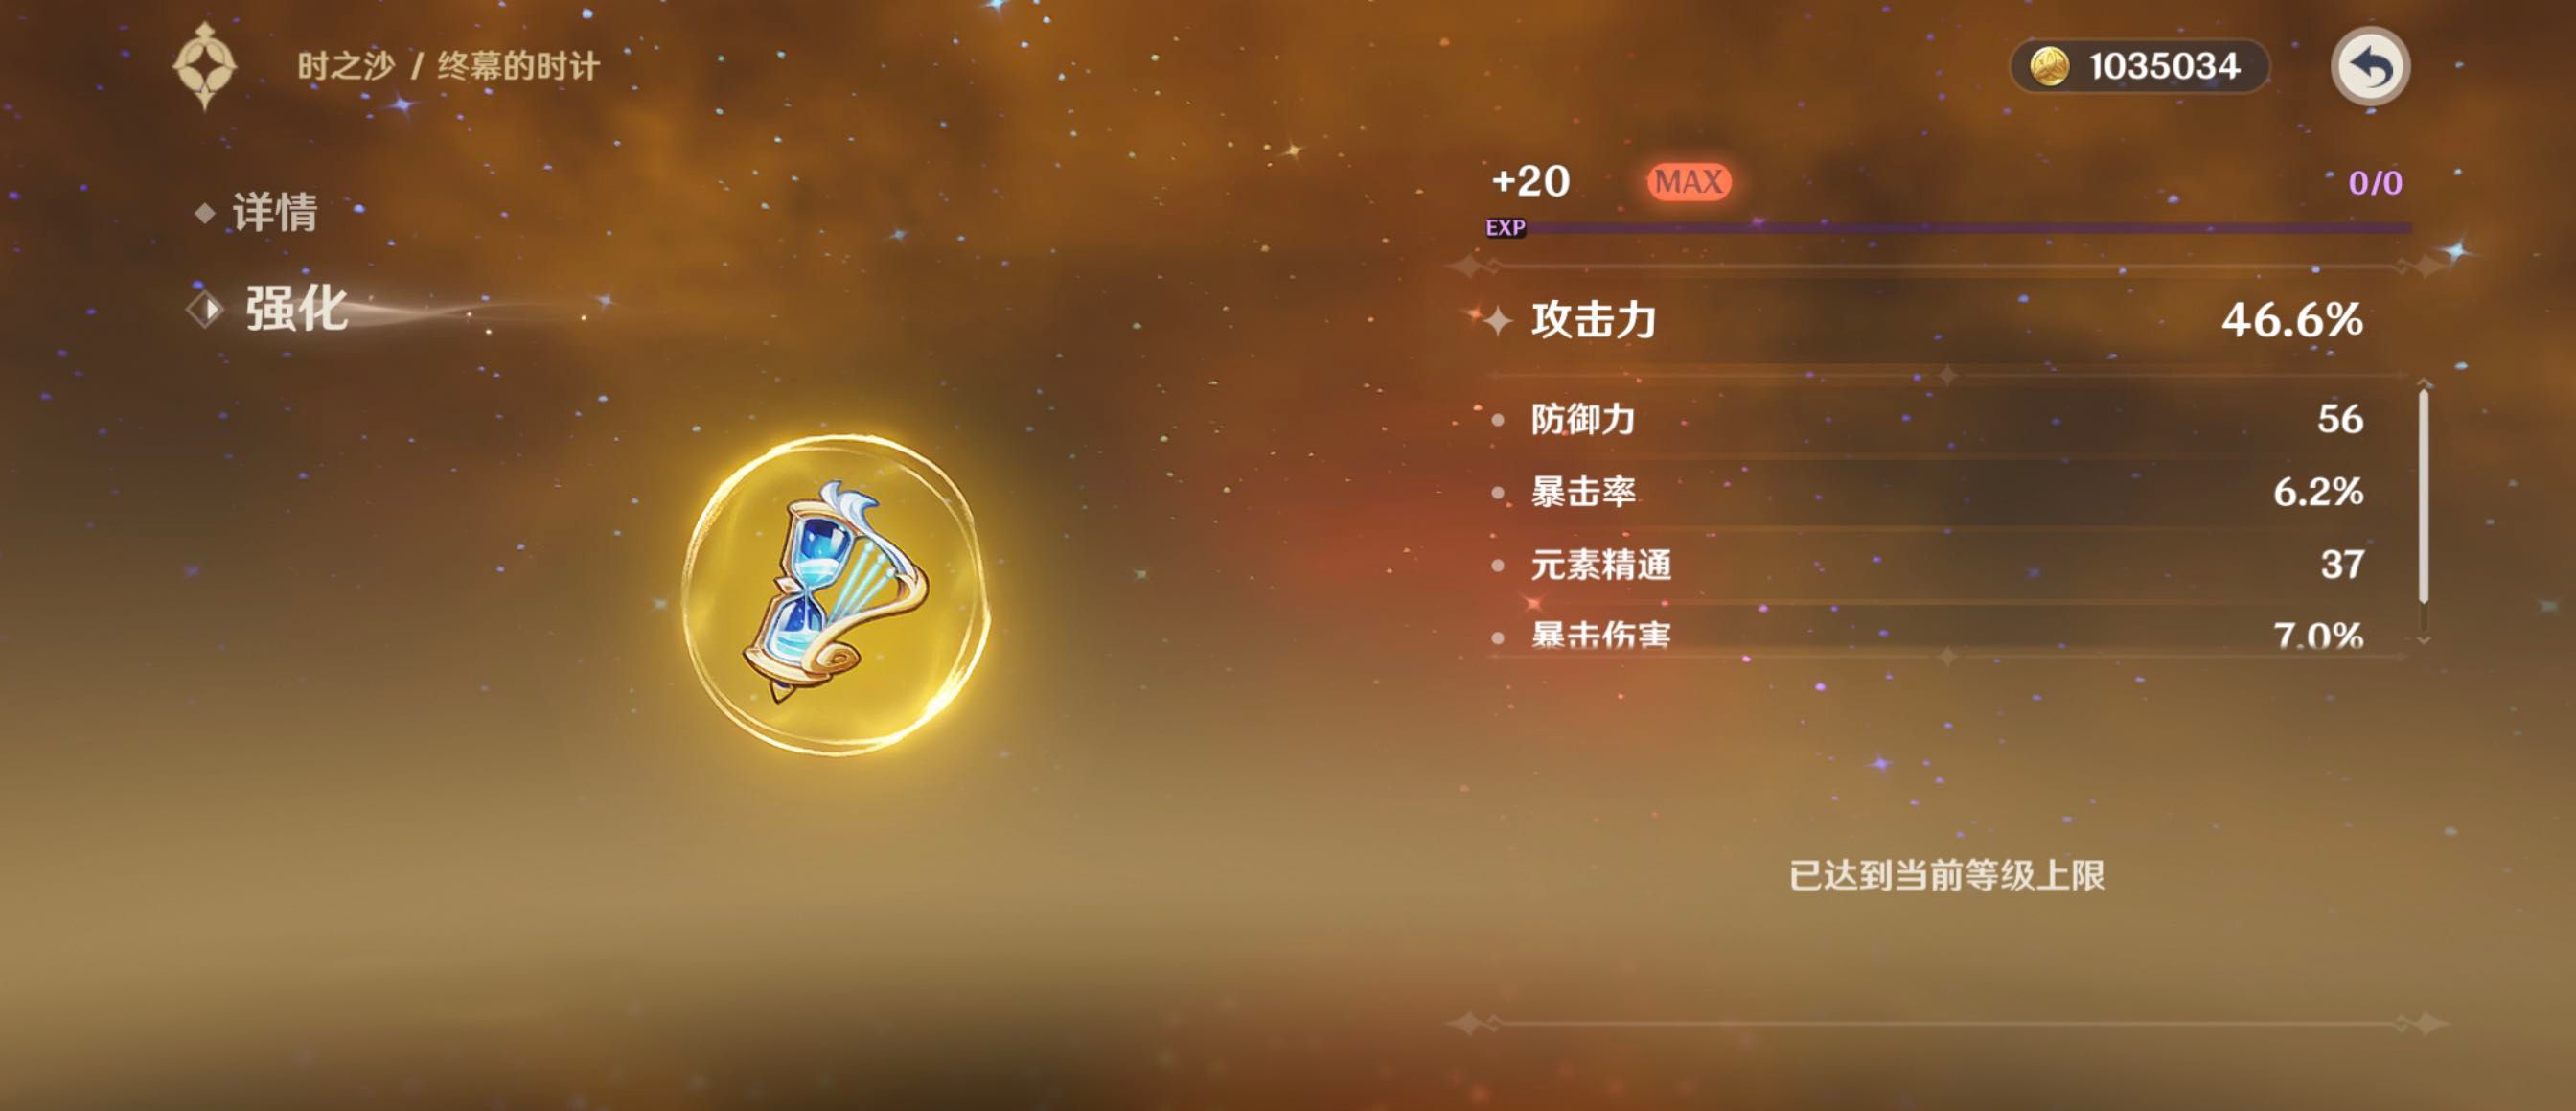 时之沙 / 终幕的时计
1035034
详情
强化
+20 MAX 0/0
EXP
攻击力 46.6%
防御力 56
暴击率 6.2%
元素精通 37
暴击伤害 7.0%
已达到当前等级上限